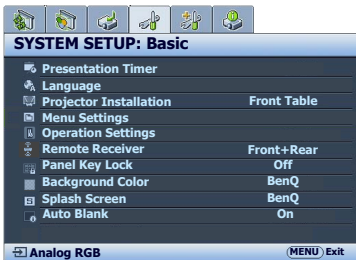 SYSTEM SETUP: Basic
Presentation Timer
Language
Projector Installation Front Table
Menu Settings
Operation Settings
Remote Receiver Front+Rear
Panel Key Lock Off
Background Color BenQ
Splash Screen BenQ
Auto Blank On
Analog RGB MENU Exit